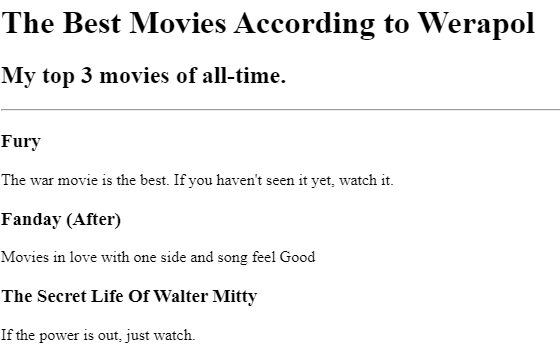 The Best Movies According to Werapol
My top 3 movies of all-time.
Fury
The war movie is the best. If you haven't seen it yet, watch it.
Fanday (After)
Movies in love with one side and song feel Good
The Secret Life Of Walter Mitty
If the power is out, just watch.